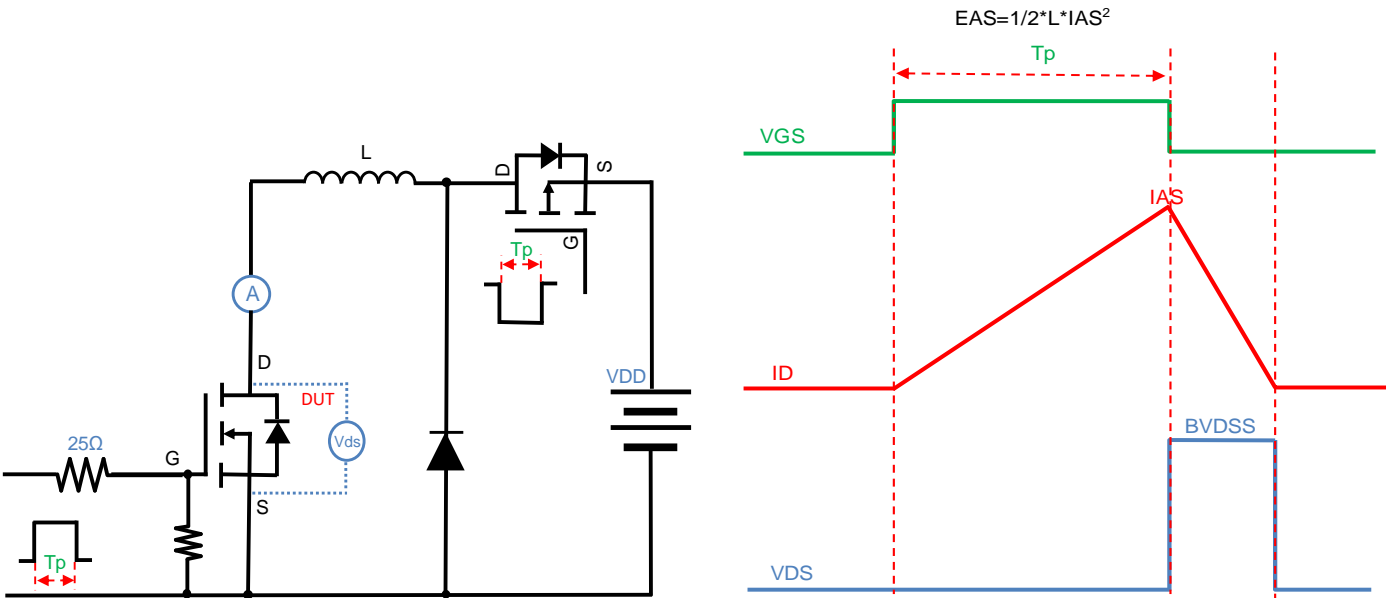 L
D
S
G
Tp
A
D
DUT
Vds
VDD
25Ω
G
S
Tp
EAS=1/2*L*IAS²
Tp
VGS
IAS
ID
BVDSS
VDS